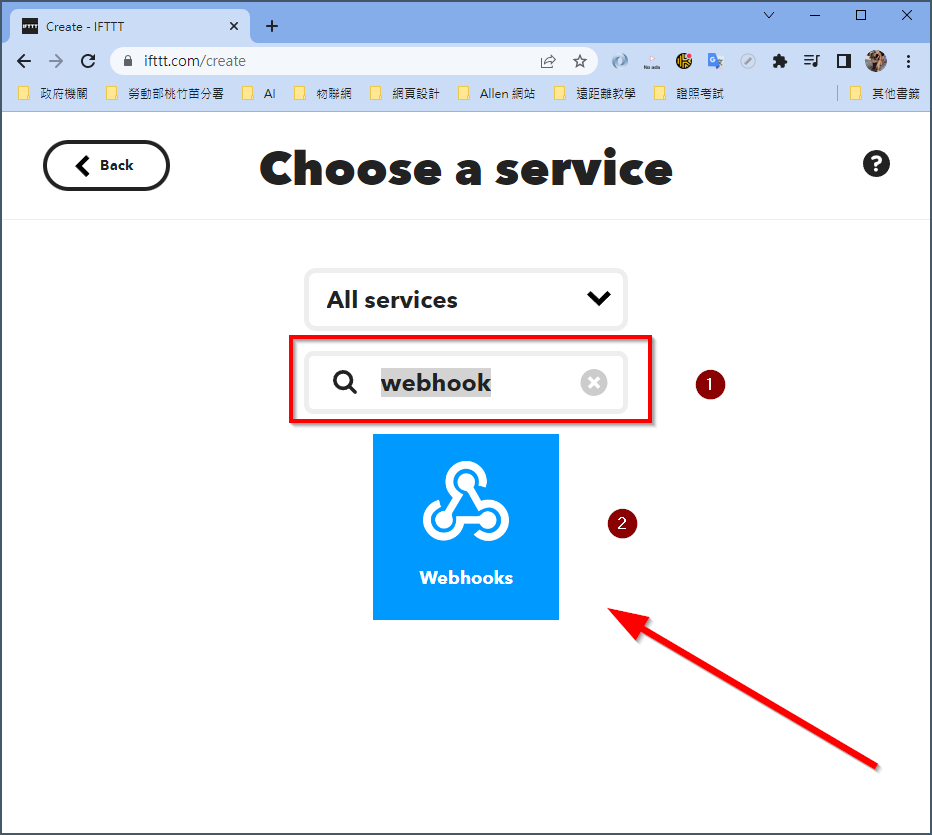 IFTTT Create - IFTTT
ifttt.com/create
No ads
政府機關 勞動部桃竹苗分署 AI 物聯網 網頁設計 Allen 網站 遠距離教學 證照考試 其他書籤
Back
Choose a service
?
All services
webhook
1
Webhooks
2